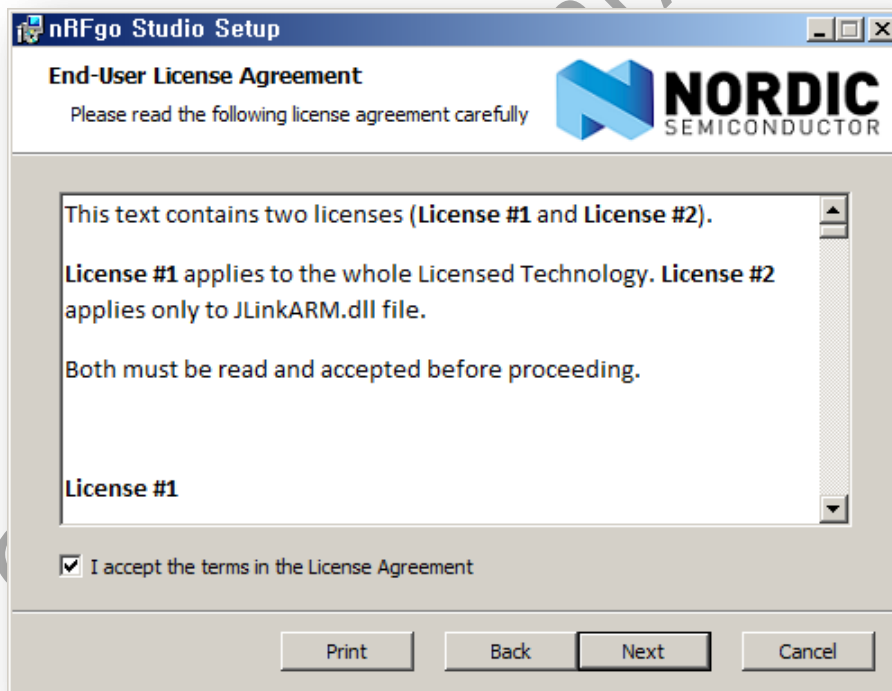 nRFgo Studio Setup
End-User License Agreement
Please read the following license agreement carefully
NORDIC
SEMICONDUCTOR
This text contains two licenses (License #1 and License #2).
License #1 applies to the whole Licensed Technology. License #2
applies only to JLinkARM.dll file.
Both must be read and accepted before proceeding.
License #1
I accept the terms in the License Agreement
Print
Back
Next
Cancel